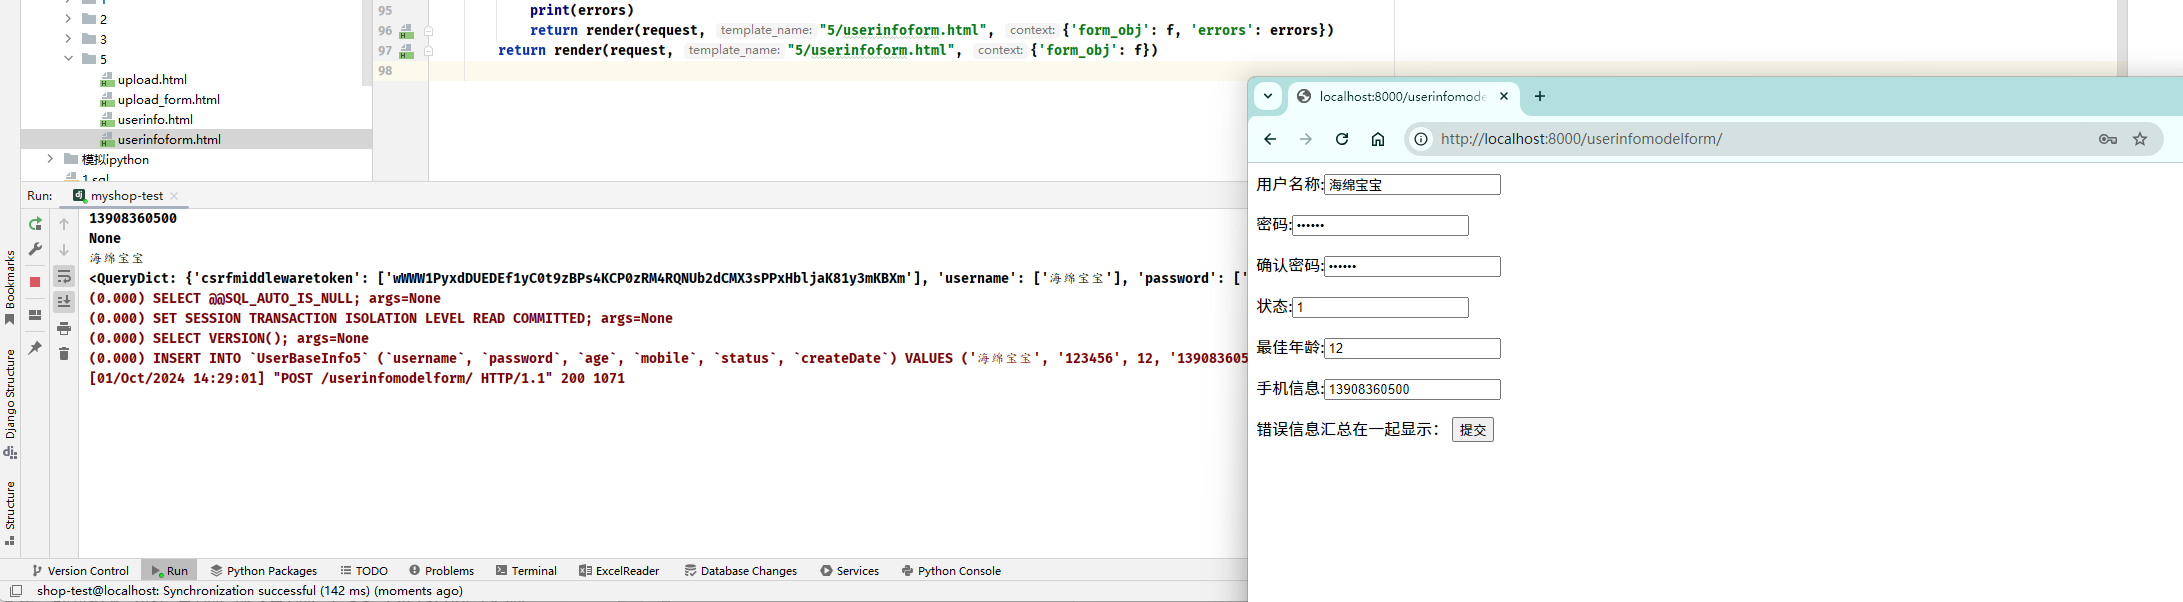 2
3
5
upload.html
upload_form.html
userinfo.html
userinfoform.html
模拟ipython
1.sql
95 print(errors)
96 return render(request, template_name: "5/userinfoform.html", context: {'form_obj': f, 'errors': errors})
97 return render(request, template_name: "5/userinfoform.html", context: {'form_obj': f})
98
Run: myshop-test
13908360500
None
海绵宝宝
<QueryDict: {'csrfmiddlewaretoken': ['wWWW1PyxdDUEDEf1yC0t9zBPs4KCP0zRM4RQNUb2dCMX3sPPxHbljaK81y3mKBXm'], 'username': ['海绵宝宝'], 'password': ['
(0.000) SELECT @@SQL_AUTO_IS_NULL; args=None
(0.000) SET SESSION TRANSACTION ISOLATION LEVEL READ COMMITTED; args=None
(0.000) SELECT VERSION(); args=None
(0.000) INSERT INTO `UserBaseInfo5` (`username`, `password`, `age`, `mobile`, `status`, `createDate`) VALUES ('海绵宝宝', '123456', 12, '139083605
[01/Oct/2024 14:29:01] "POST /userinfomodelform/ HTTP/1.1" 200 1071
Bookmarks
Django Structure
Structure
Version Control Run Python Packages TODO Problems Terminal ExcelReader Database Changes Services Python Console
shop-test@localhost: Synchronization successful (142 ms) (moments ago)
localhost:8000/userinfomode
http://localhost:8000/userinfomodelform/
用户名称:海绵宝宝
密码:••••••
确认密码:••••••
状态:1
最佳年龄:12
手机信息:13908360500
错误信息汇总在一起显示： 提交